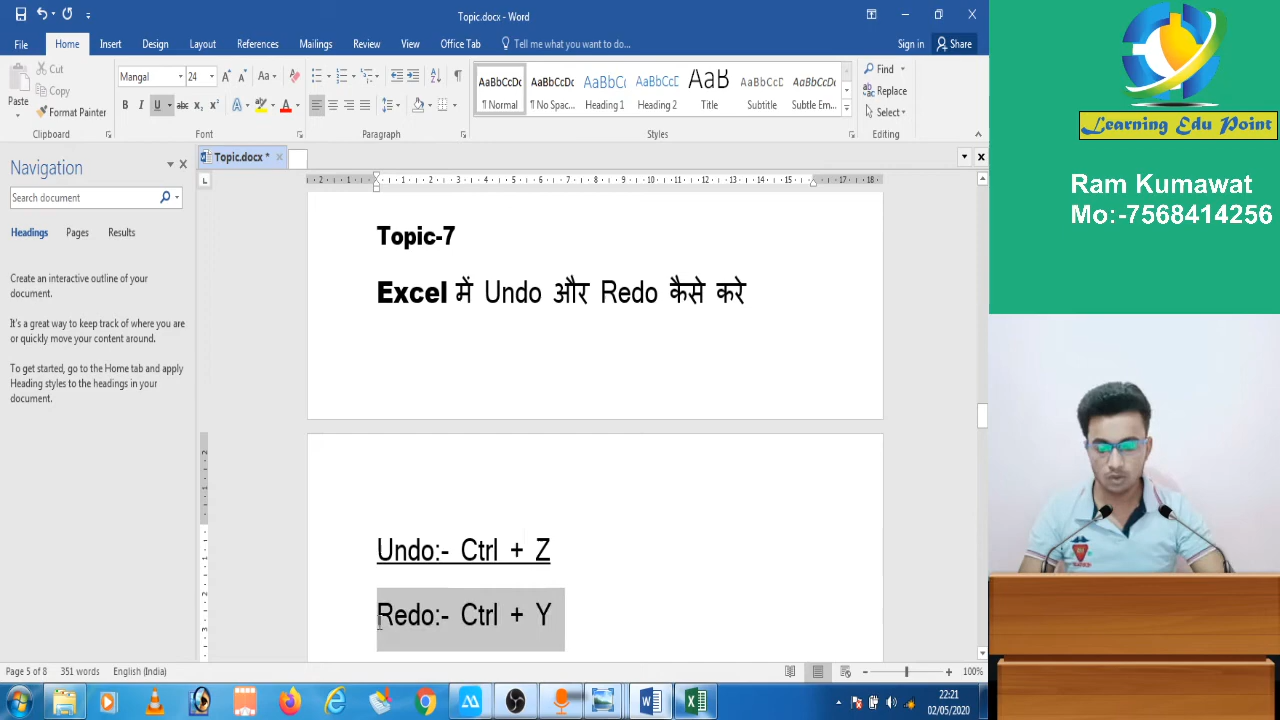 Topic.docx - Word
File Home Insert Design Layout References Mailings Review View Office Tab Tell me what you want to do... Sign in Share
Paste Cut Copy Format Painter
Mangal 24
B I U abc x₂ x²
AaBbCcDc AaBbCcDc AaBbCc AaBbCcD AaB AaBbCcD AaBbCcDc
¶ Normal ¶ No Spac... Heading 1 Heading 2 Title Subtitle Subtle Em...
Find Replace Select
Clipboard Font Paragraph Styles Editing
Topic.docx *
Navigation
Search document
Headings Pages Results
Create an interactive outline of your
document.
It's a great way to keep track of where you are
or quickly move your content around.
To get started, go to the Home tab and apply
Heading styles to the headings in your
document.
Topic-7
Excel में Undo और Redo कैसे करे
Undo:- Ctrl + Z
Redo:- Ctrl + Y
Page 5 of 8 351 words English (India) 100%
22:21
02/05/2020
Learning Edu Point
Ram Kumawat
Mo:-7568414256